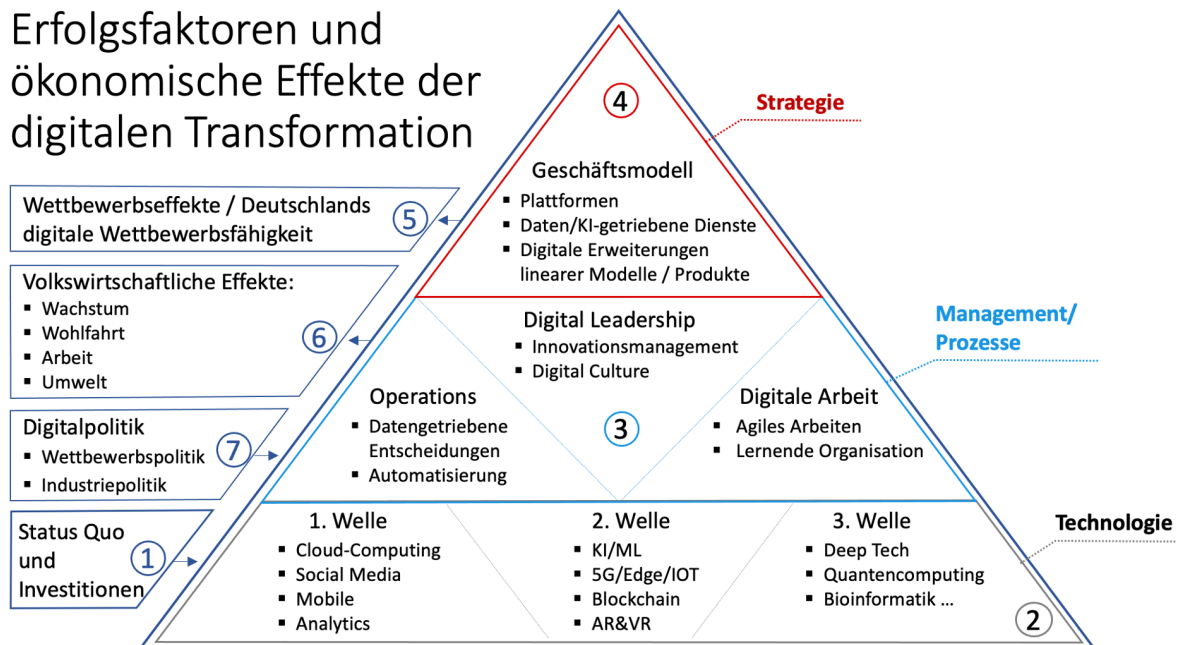 Erfolgsfaktoren und
ökonomische Effekte der
digitalen Transformation
4
Strategie
Geschäftsmodell
▪ Plattformen
▪ Daten/KI-getriebene Dienste
▪ Digitale Erweiterungen
linearer Modelle / Produkte
Wettbewerbseffekte / Deutschlands
digitale Wettbewerbsfähigkeit
5
Volkswirtschaftliche Effekte:
▪ Wachstum
▪ Wohlfahrt
▪ Arbeit
▪ Umwelt
6
Management/
Prozesse
Digital Leadership
▪ Innovationsmanagement
▪ Digital Culture
Operations
▪ Datengetriebene
Entscheidungen
▪ Automatisierung
3
Digitale Arbeit
▪ Agiles Arbeiten
▪ Lernende Organisation
Digitalpolitik
▪ Wettbewerbspolitik
▪ Industriepolitik
7
Status Quo
und
Investitionen
1
Technologie
1. Welle
▪ Cloud-Computing
▪ Social Media
▪ Mobile
▪ Analytics
2. Welle
▪ KI/ML
▪ 5G/Edge/IOT
▪ Blockchain
▪ AR&VR
3. Welle
▪ Deep Tech
▪ Quantencomputing
▪ Bioinformatik ...
2